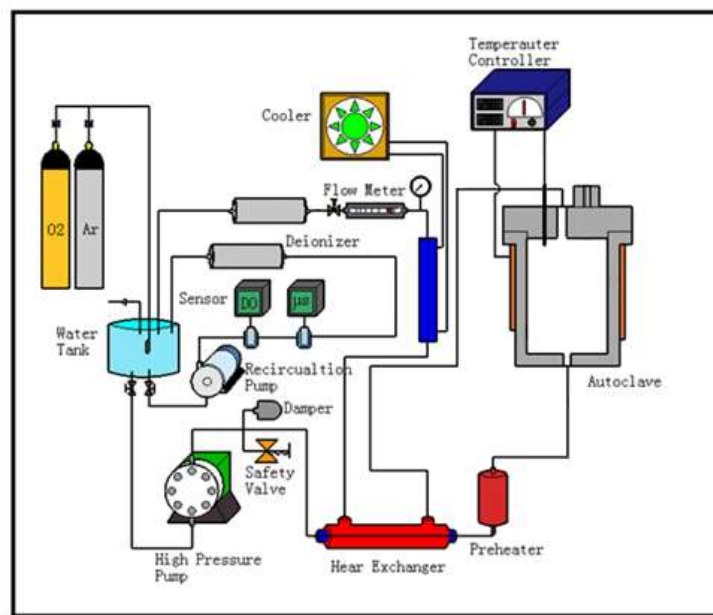 Temperauter
Controller
Cooler
Flow Meter
O2
Ar
Deionizer
Sensor
DO
μs
Water
Tank
Recircualtion
Pump
Autoclave
Damper
Safety
Valve
High Pressure
Pump
Hear Exchanger
Preheater